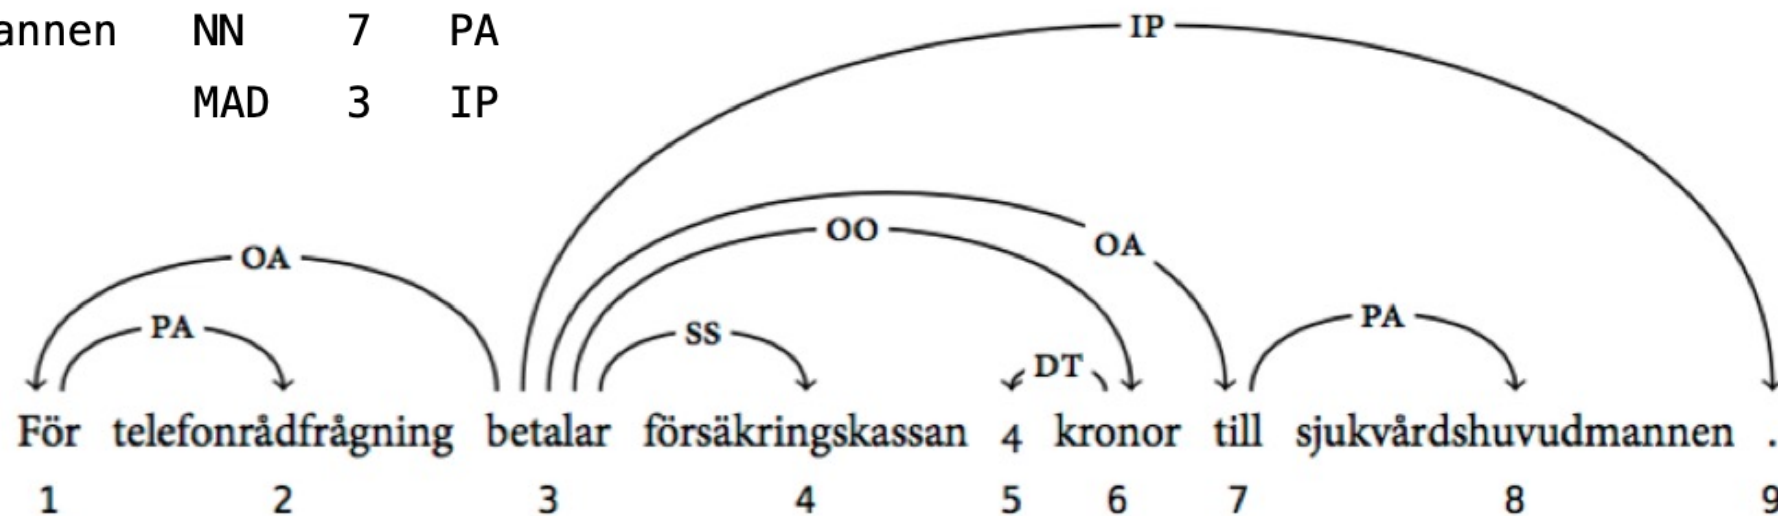 annen NN 7 PA
MAD 3 IP
IP
OO
OA
OA
PA
SS
PA
DT
För telefonrådfrågning betalar försäkringskassan 4 kronor till sjukvårdshuvudmannen .
1 2 3 4 5 6 7 8 9